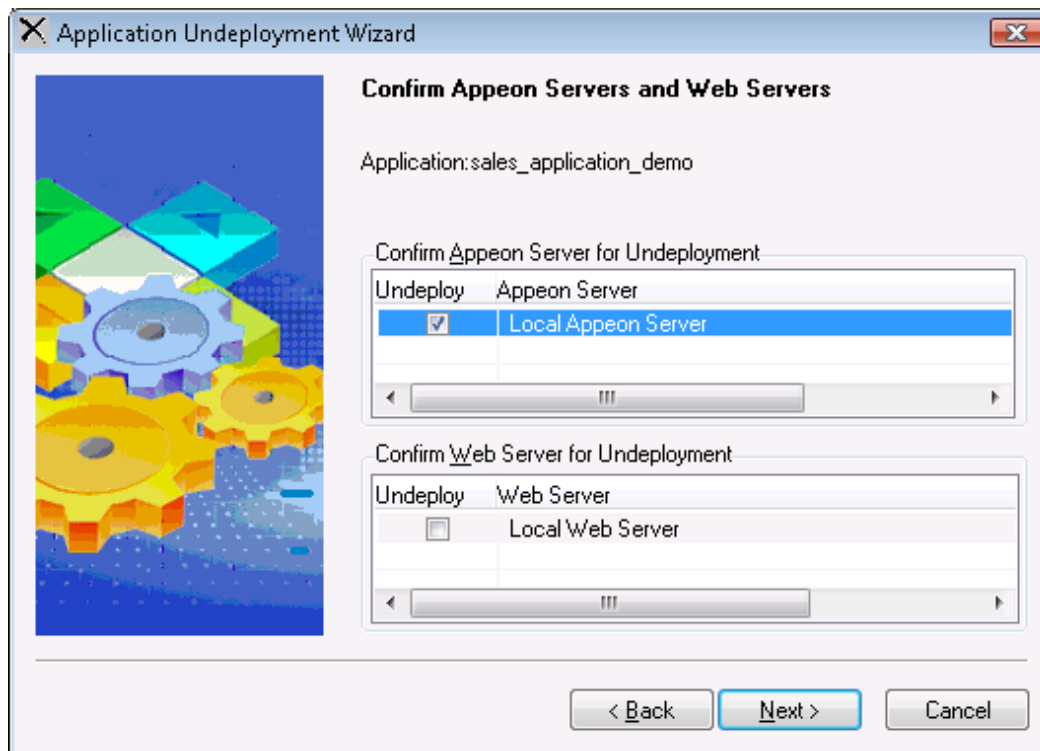 Application Undeployment Wizard
Confirm Appeon Servers and Web Servers
Application:sales_application_demo
Confirm Appeon Server for Undeployment
Undeploy Appeon Server
Local Appeon Server
Confirm Web Server for Undeployment
Undeploy Web Server
Local Web Server
< Back Next > Cancel